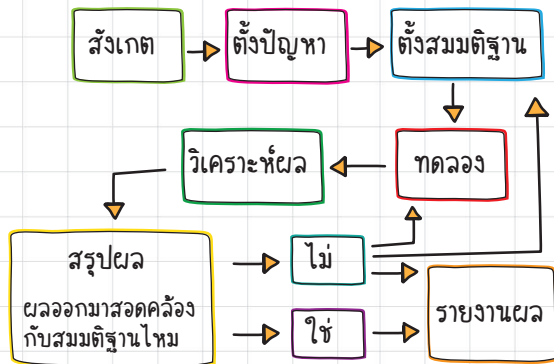 สังเกต
ตั้งปัญหา
ตั้งสมมติฐาน
วิเคราะห์ผล
ทดลอง
สรุปผล
ผลออกมาสอดคล้อง
กับสมมติฐานไหม
ไม่
ใช่
รายงานผล